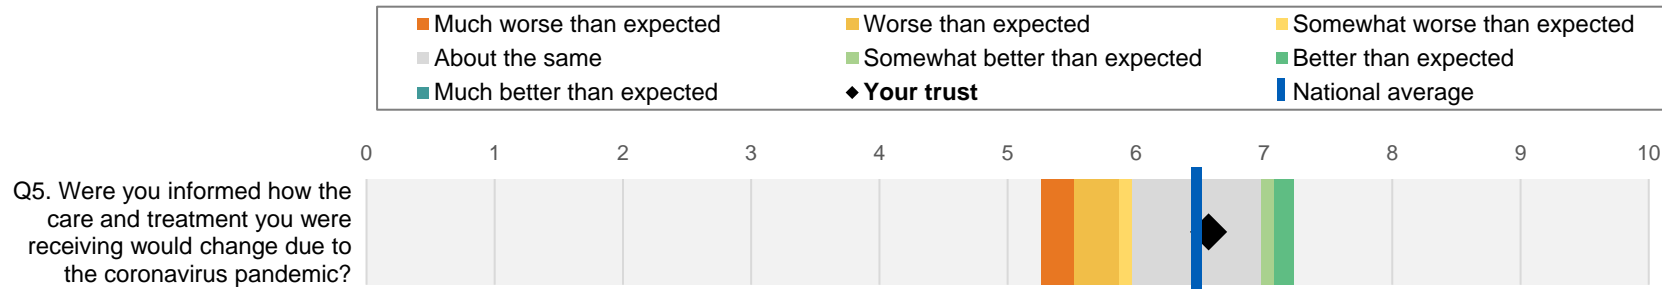 Much worse than expected
Worse than expected
Somewhat worse than expected
About the same
Somewhat better than expected
Better than expected
Much better than expected
Your trust
National average
0 1 2 3 4 5 6 7 8 9 10
Q5. Were you informed how the
care and treatment you were
receiving would change due to
the coronavirus pandemic?